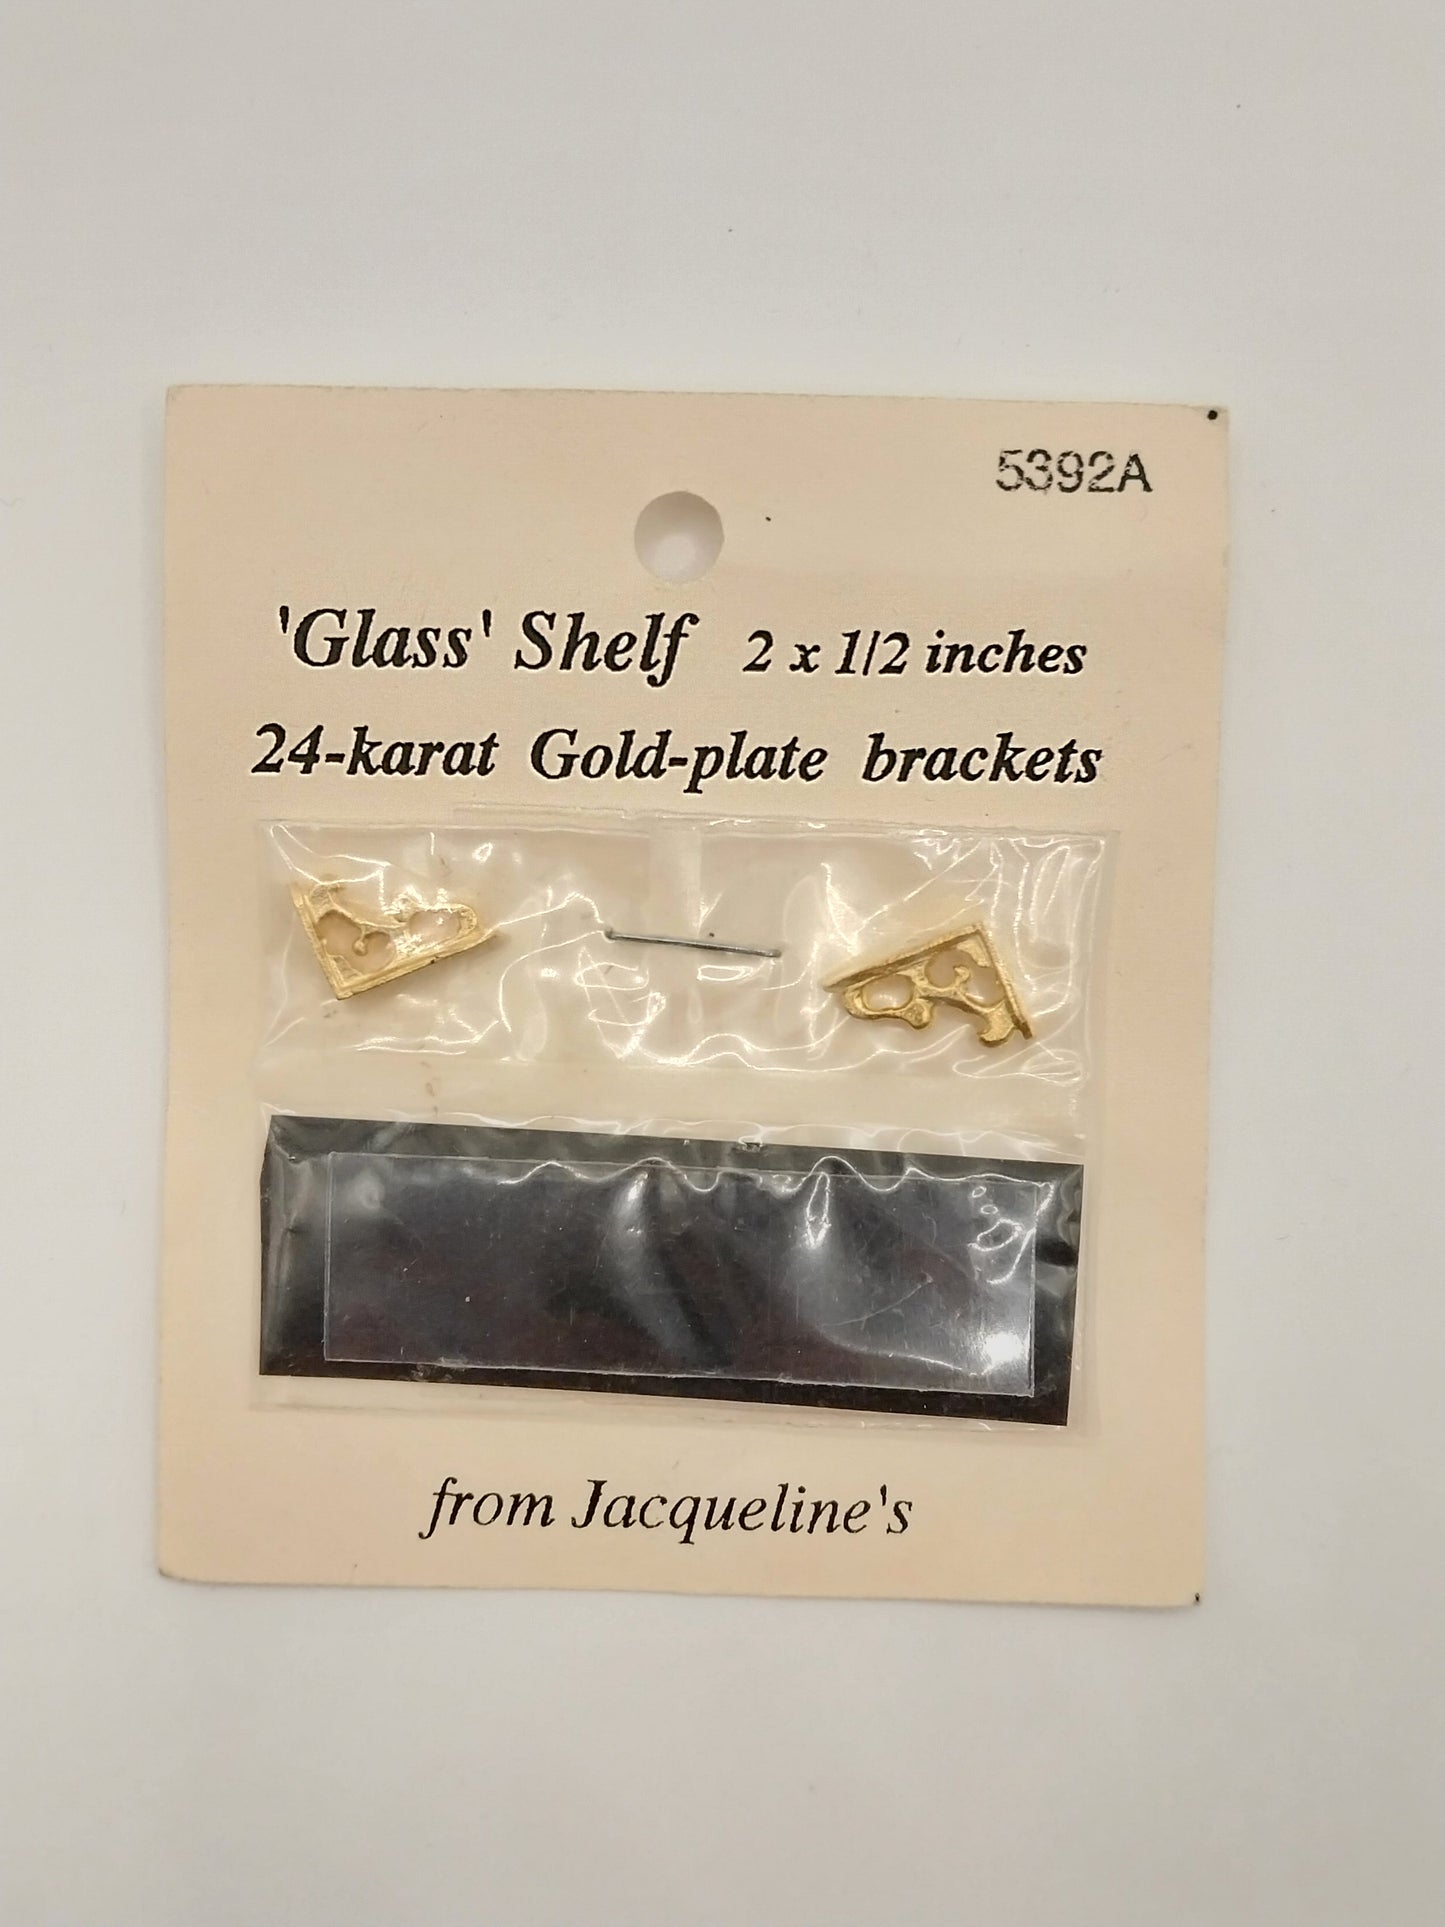 5392A
'Glass' Shelf 2 x 1/2 inches
24-karat Gold-plate brackets
from Jacqueline's